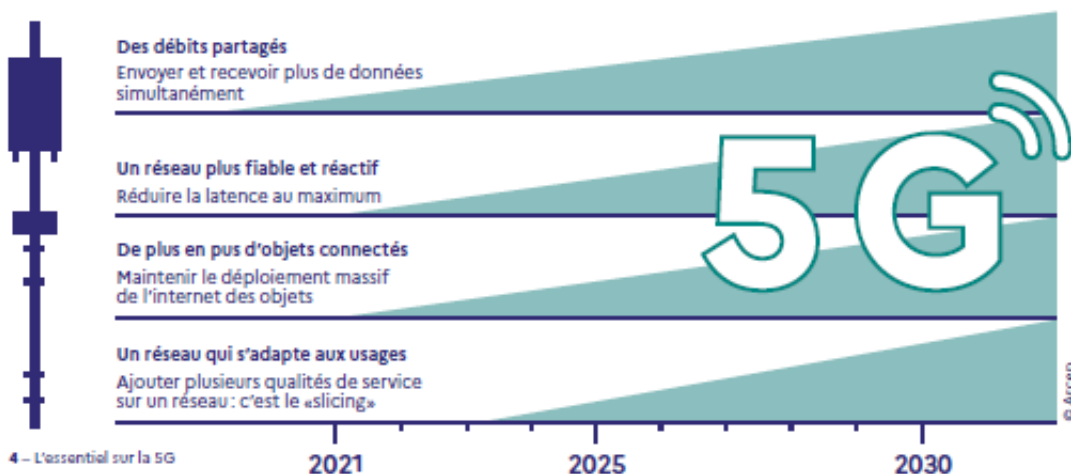 Des débits partagés
Envoyer et recevoir plus de données
simultanément
Un réseau plus fiable et réactif
Réduire la latence au maximum
5G
De plus en pus d'objets connectés
Maintenir le déploiement massif
de l'internet des objets
Un réseau qui s'adapte aux usages
Ajouter plusieurs qualités de service
sur un réseau : c'est le «slicing»
© Arcep
4 – L'essentiel sur la 5G
2021
2025
2030